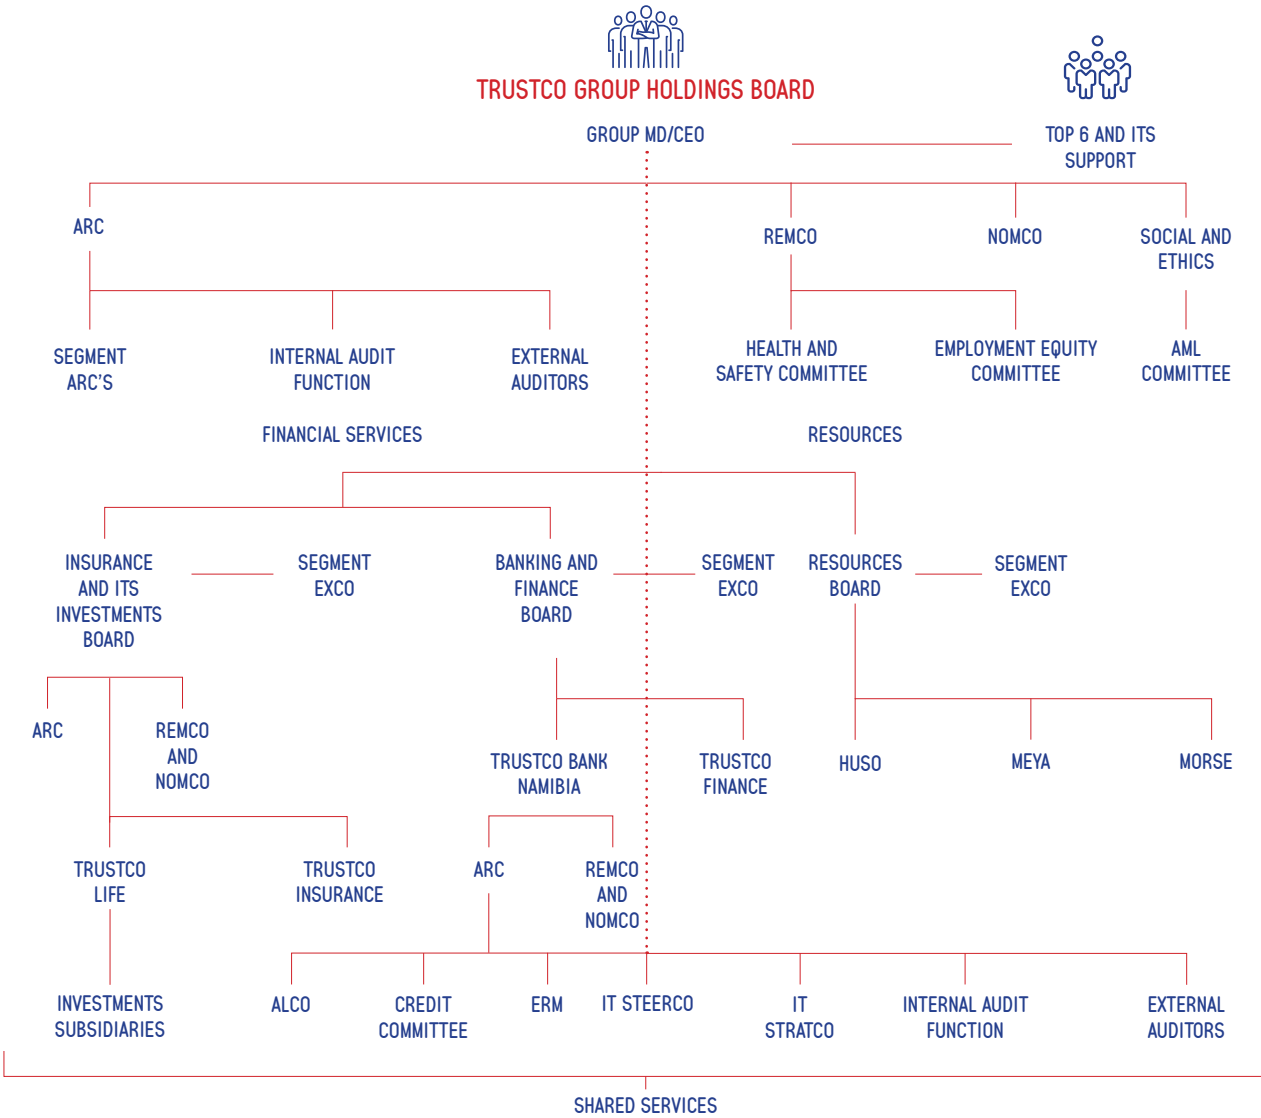 TRUSTCO GROUP HOLDINGS BOARD
GROUP MD/CEO
TOP 6 AND ITS
SUPPORT
ARC
REMCO
NOMCO
SOCIAL AND
ETHICS
SEGMENT
ARC'S
INTERNAL AUDIT
FUNCTION
EXTERNAL
AUDITORS
HEALTH AND
SAFETY COMMITTEE
EMPLOYMENT EQUITY
COMMITTEE
AML
COMMITTEE
FINANCIAL SERVICES
RESOURCES
INSURANCE
AND ITS
INVESTMENTS
BOARD
SEGMENT
EXCO
BANKING AND
FINANCE
BOARD
SEGMENT
EXCO
RESOURCES
BOARD
SEGMENT
EXCO
ARC
REMCO
AND
NOMCO
TRUSTCO BANK
NAMIBIA
TRUSTCO
FINANCE
HUSO
MEYA
MORSE
TRUSTCO
LIFE
TRUSTCO
INSURANCE
ARC
REMCO
AND
NOMCO
INVESTMENTS
SUBSIDIARIES
ALCO
CREDIT
COMMITTEE
ERM
IT STEERCO
IT
STRATCO
INTERNAL AUDIT
FUNCTION
EXTERNAL
AUDITORS
SHARED SERVICES